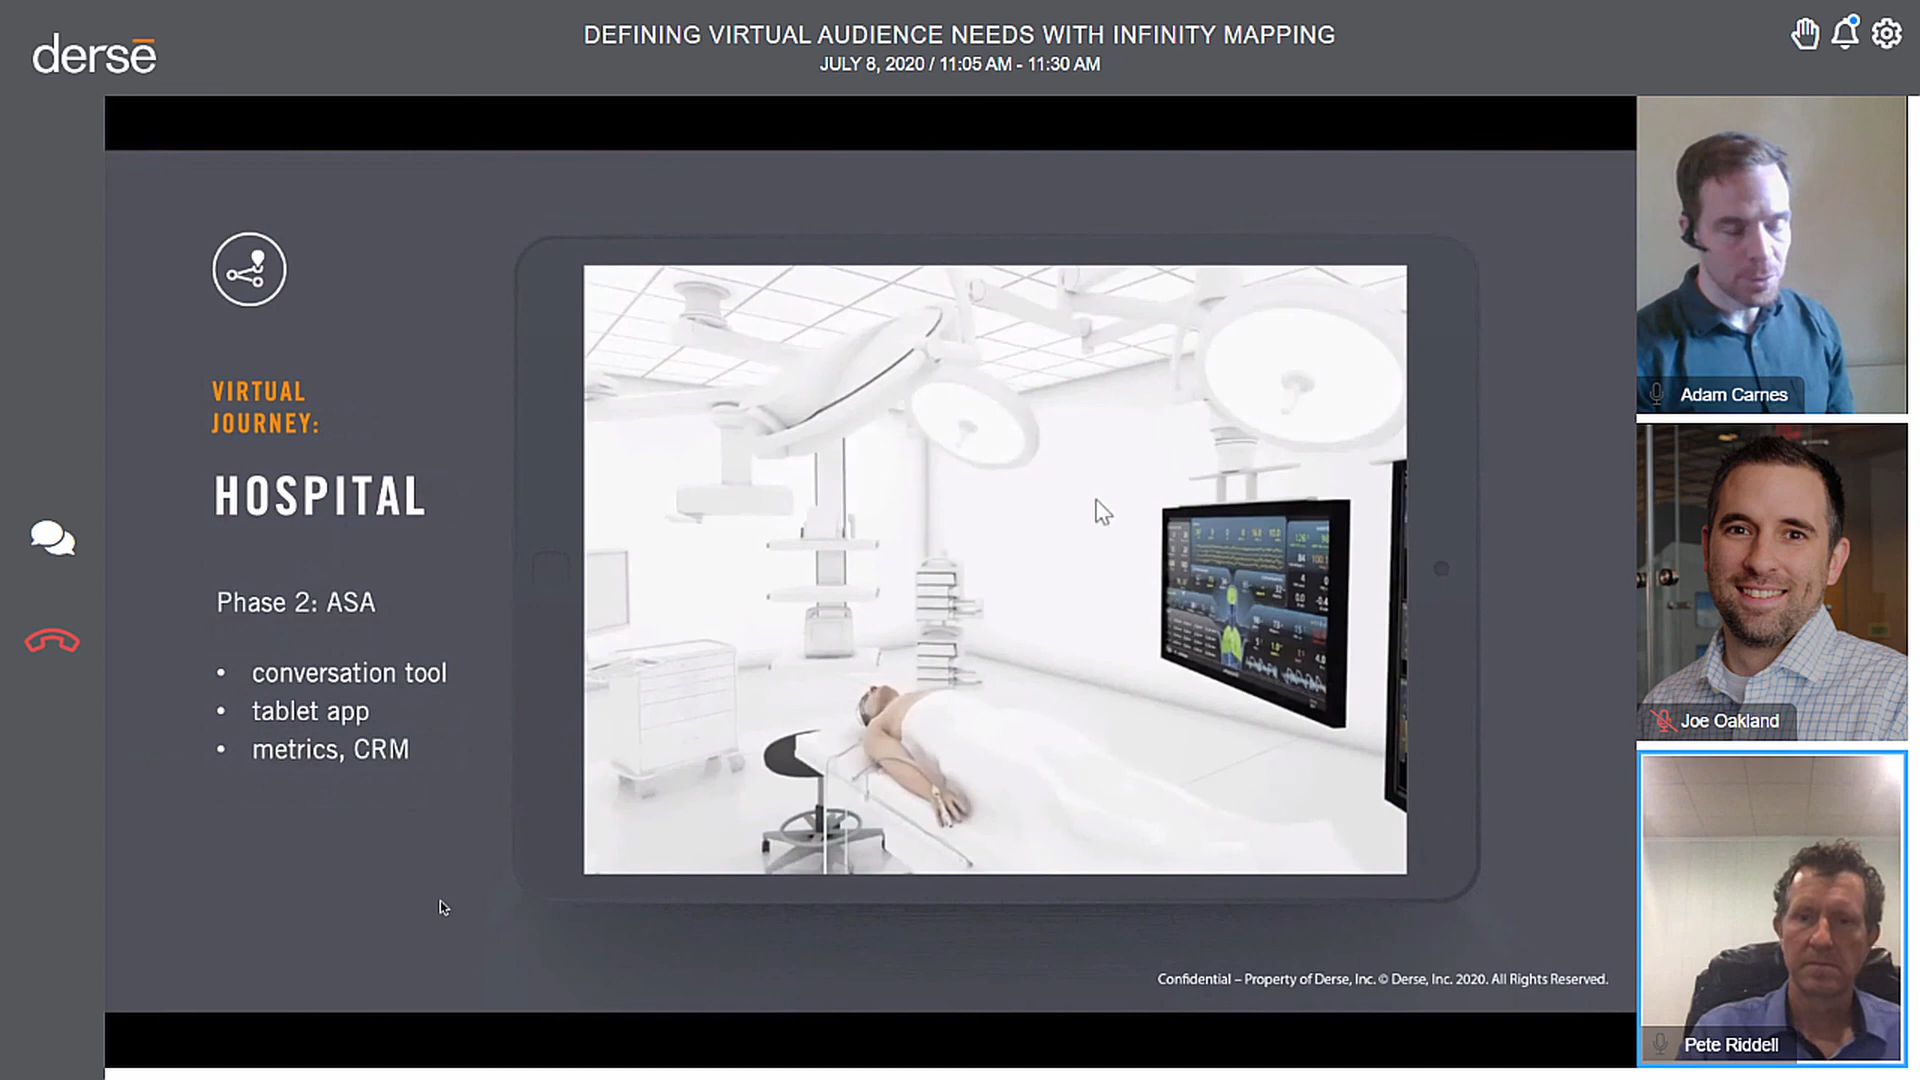 dersē
DEFINING VIRTUAL AUDIENCE NEEDS WITH INFINITY MAPPING
JULY 8, 2020 / 11:05 AM - 11:30 AM
VIRTUAL
JOURNEY:
HOSPITAL
Phase 2: ASA
• conversation tool
• tablet app
• metrics, CRM
Confidential – Property of Derse, Inc. © Derse, Inc. 2020. All Rights Reserved.
Adam Carnes
Joe Oakland
Pete Riddell